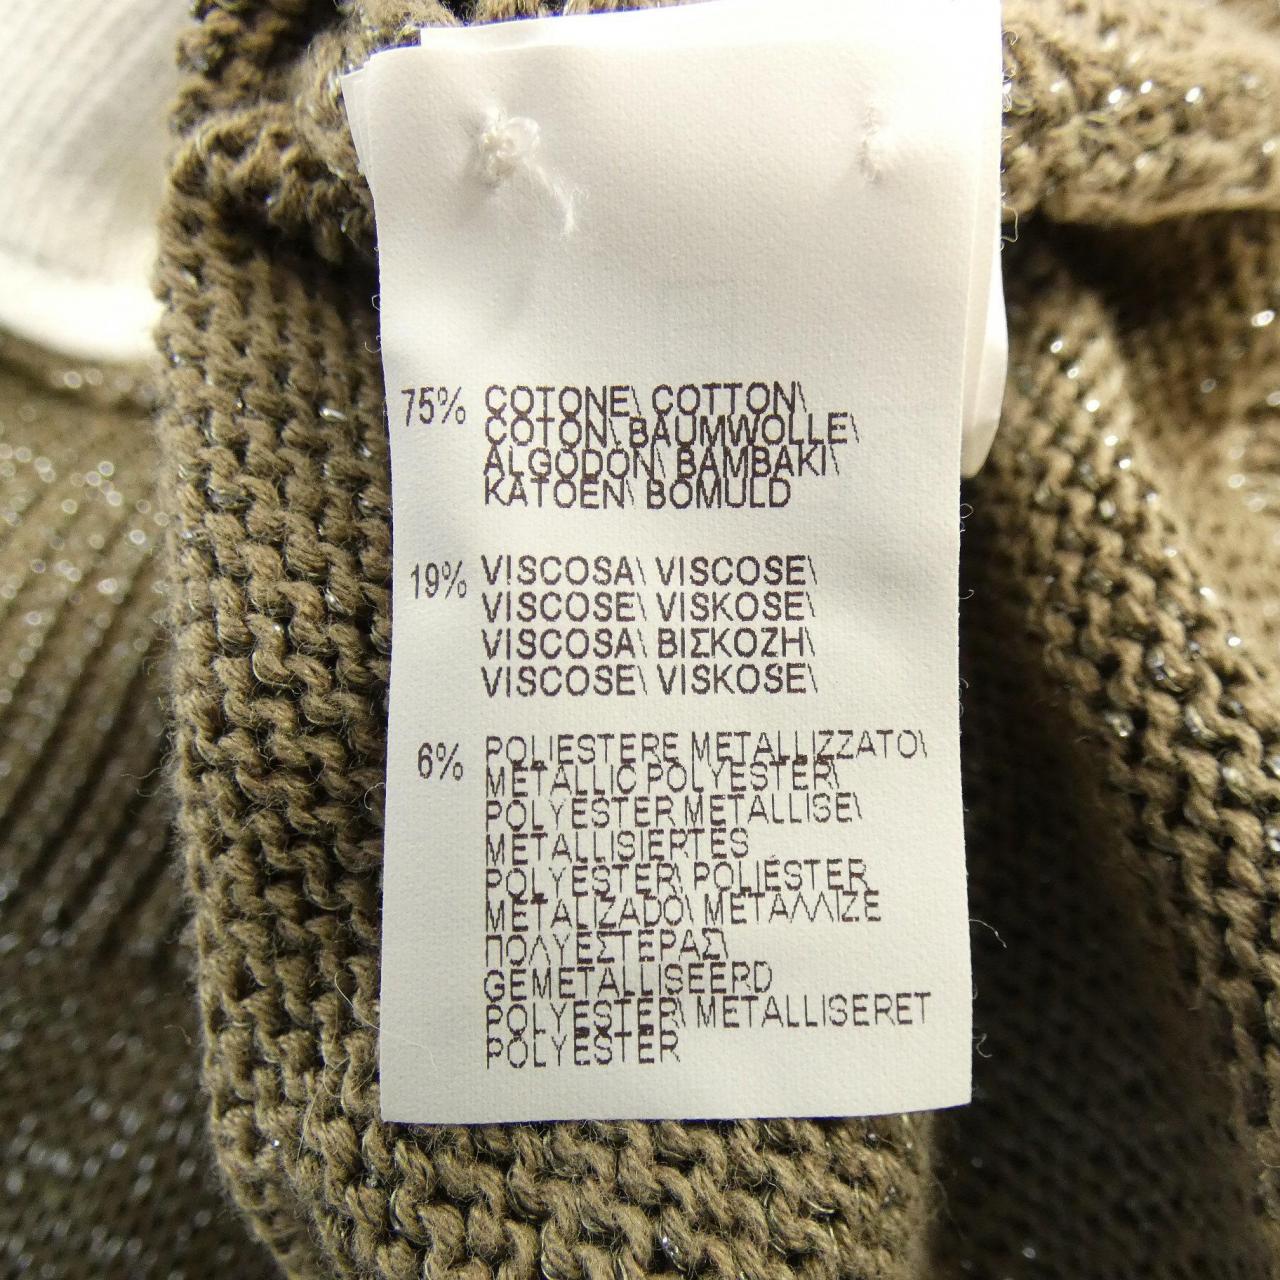 75% COTONE\ COTTON\
COTON\ BAUMWOLLE\
ALGODON\ BAMBAKI\
KATOEN\ BOMULD
19% VISCOSA\ VISCOSE\
VISCOSE\ VISKOSE\
VISCOSA\ ΒΙΣΚΟΖΗ\
VISCOSE\ VISKOSE\
6% POLIESTERE METALLIZZATO\
METALLIC POLYESTER\
POLYESTER METALLISE\
METALLISIERTES
POLYESTER\ POLIÉSTER
METALIZADO\ ΜΕΤΑΛΛΙΖΕ
ΠΟΛΥΕΣΤΕΡΑΣ\
GEMETALLISEERD
POLYESTER\ METALLISERET
POLYESTER